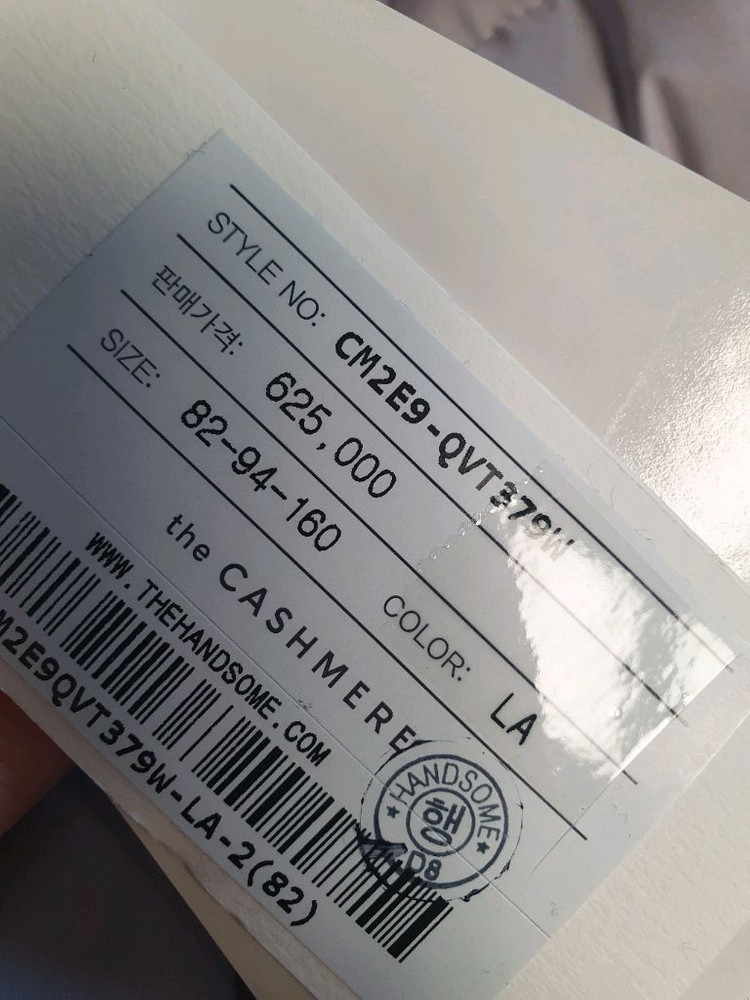 STYLE NO: CM2E9-QVT379W
판매가격: 625,000
SIZE: 82-94-160 COLOR: LA
the CASHMERE
WWW.THEHANDSOME.COM
M2E9QVT379W-LA-2(82)
HANDSOME
행
D8